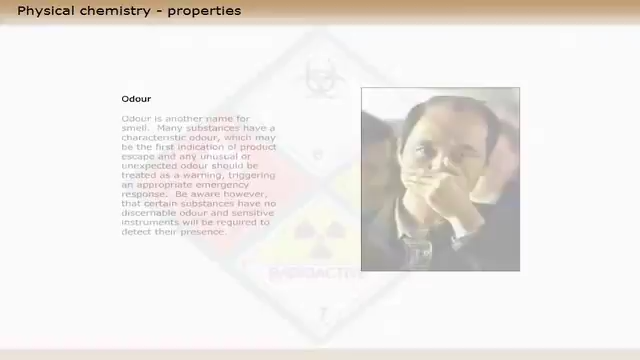 Physical chemistry - properties
Odour
Odour is another name for
smell. Many substances have a
characteristic odour, which may
be the first indication of product
escape and any unusual or
unexpected odour should be
treated as a warning, triggering
an appropriate emergency
response. Be aware however,
that certain substances have no
discernable odour and sensitive
instruments will be required to
detect their presence.
RADIOACTIVE
7